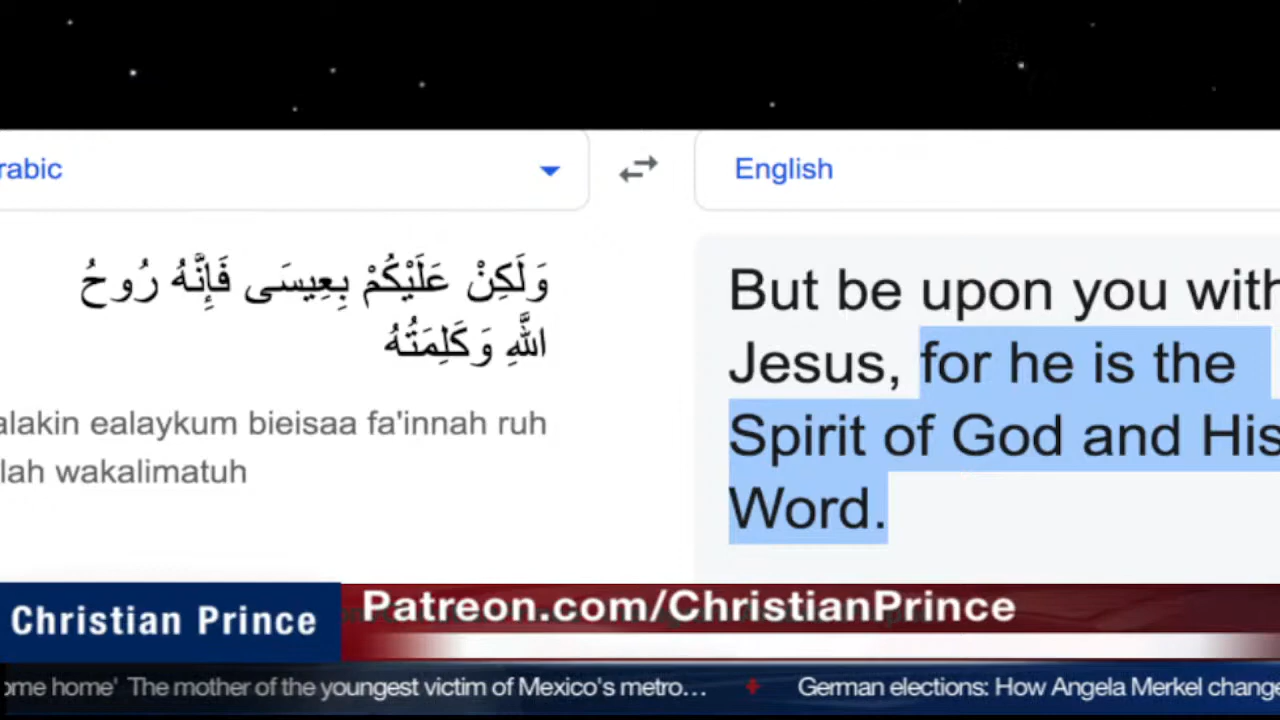 rabic
English
وَلَكِنْ عَلَيْكُمْ بِعِيسَى فَإِنَّهُ رُوحُ
اللَّهِ وَكَلِمَتُهُ
alakin ealaykum bieisaa fa'innah ruh
lah wakalimatuh
But be upon you with
Jesus, for he is the
Spirit of God and His
Word.
Christian Prince
Patreon.com/ChristianPrince
ome home' The mother of the youngest victim of Mexico's metro...
German elections: How Angela Merkel change